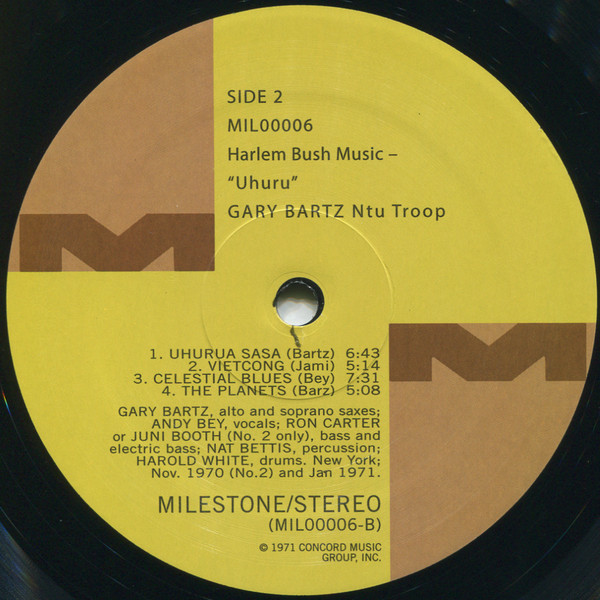 SIDE 2
MIL00006
Harlem Bush Music –
"Uhuru"
GARY BARTZ Ntu Troop
M
M
1. UHURUA SASA (Bartz) 6:43
2. VIETCONG (Jami) 5:14
3. CELESTIAL BLUES (Bey) 7:31
4. THE PLANETS (Barz) 5:08
GARY BARTZ, alto and soprano saxes;
ANDY BEY, vocals; RON CARTER
or JUNI BOOTH (No. 2 only), bass and
electric bass; NAT BETTIS, percussion;
HAROLD WHITE, drums. New York;
Nov. 1970 (No.2) and Jan 1971.
MILESTONE/STEREO
(MIL00006-B)
© 1971 CONCORD MUSIC
GROUP, INC.